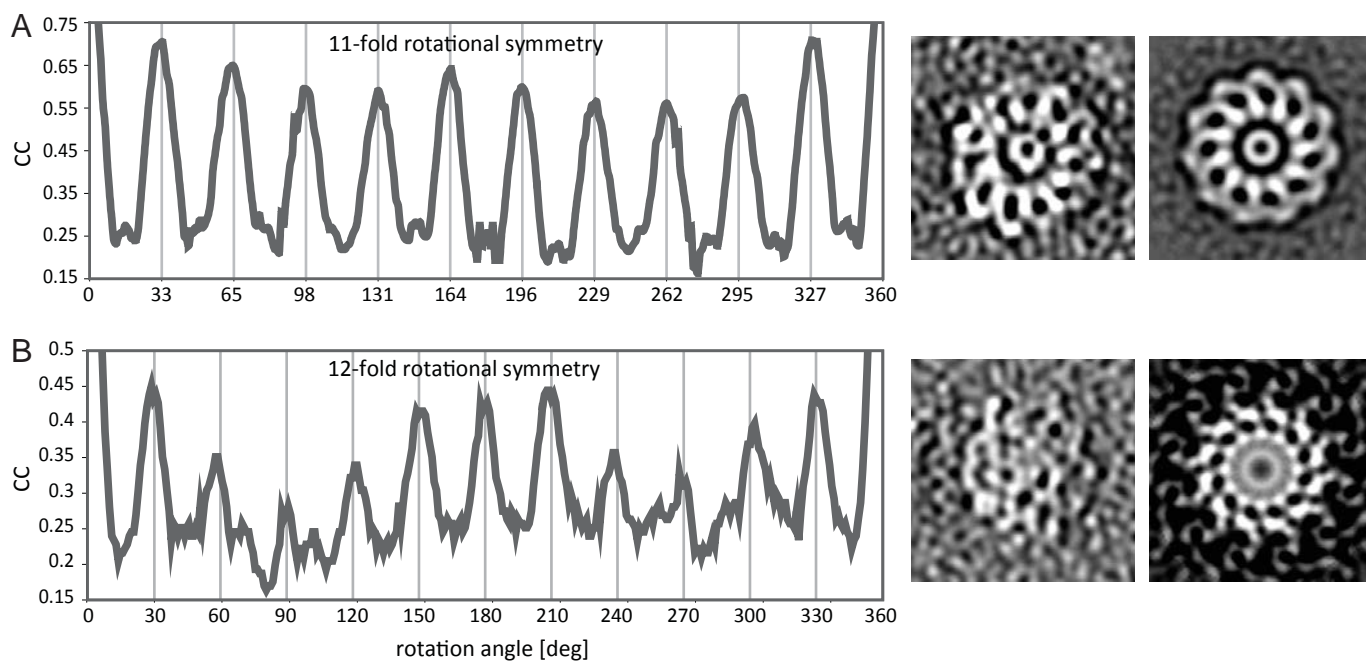 A
11-fold rotational symmetry
0.75
0.65
0.55
0.45
0.35
0.25
0.15
CC
0 33 65 98 131 164 196 229 262 295 327 360
B
12-fold rotational symmetry
0.5
0.45
0.4
0.35
0.3
0.25
0.2
0.15
CC
0 30 60 90 120 150 180 210 240 270 300 330 360
rotation angle [deg]